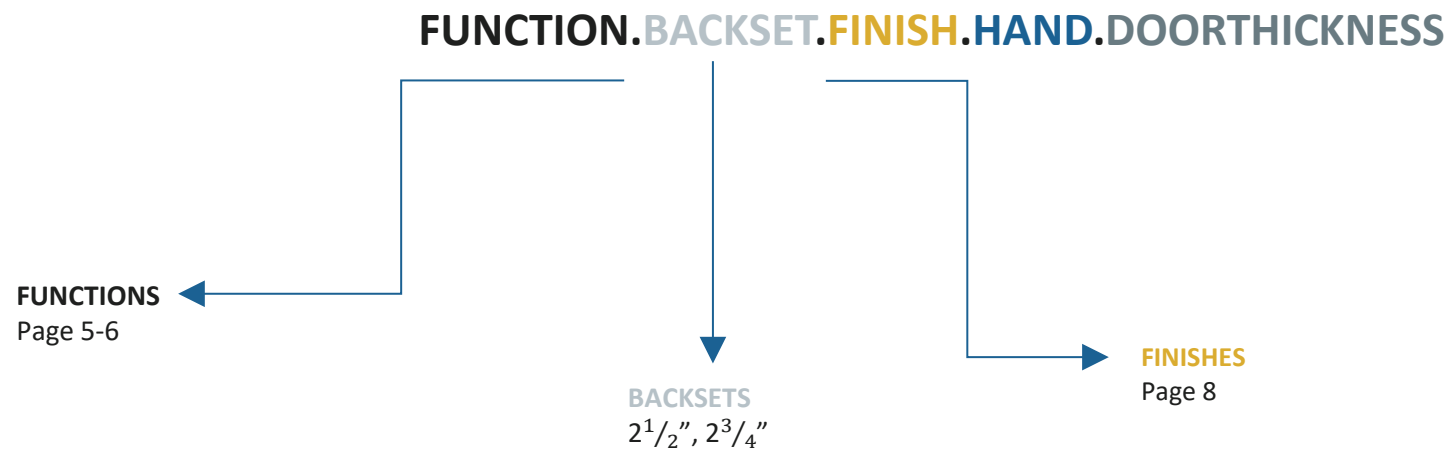 FUNCTION.BACKSET.FINISH.HAND.DOORTHICKNESS
FUNCTIONS
Page 5-6
BACKSETS
2¹/₂”, 2³/₄”
FINISHES
Page 8